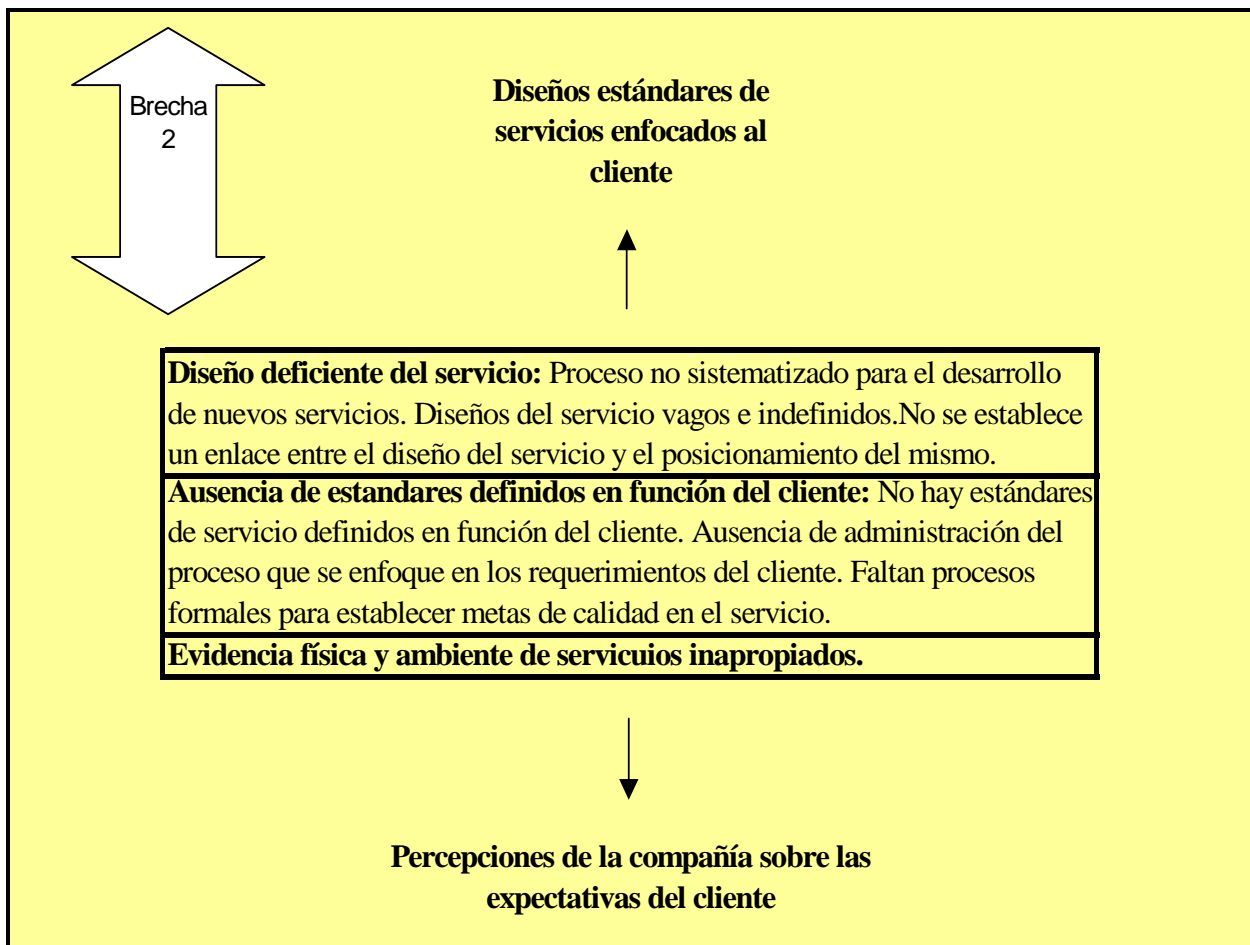 Brecha
2
Diseños estándares de
servicios enfocados al
cliente
Diseño deficiente del servicio: Proceso no sistematizado para el desarrollo
de nuevos servicios. Diseños del servicio vagos e indefinidos.No se establece
un enlace entre el diseño del servicio y el posicionamiento del mismo.
Ausencia de estandares definidos en función del cliente: No hay estándares
de servicio definidos en función del cliente. Ausencia de administración del
proceso que se enfoque en los requerimientos del cliente. Faltan procesos
formales para establecer metas de calidad en el servicio.
Evidencia física y ambiente de servicuios inapropiados.
Percepciones de la compañía sobre las
expectativas del cliente